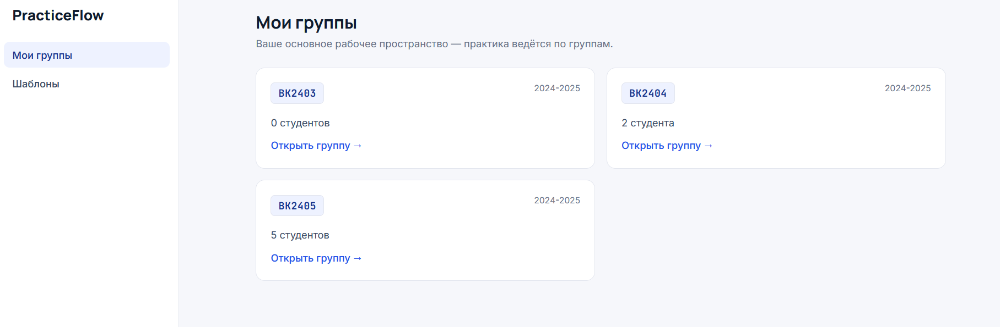 PracticeFlow
Мои группы
Шаблоны
Мои группы
Ваше основное рабочее пространство — практика ведётся по группам.
ВК2403
2024-2025
0 студентов
Открыть группу →
ВК2404
2024-2025
2 студента
Открыть группу →
ВК2405
2024-2025
5 студентов
Открыть группу →